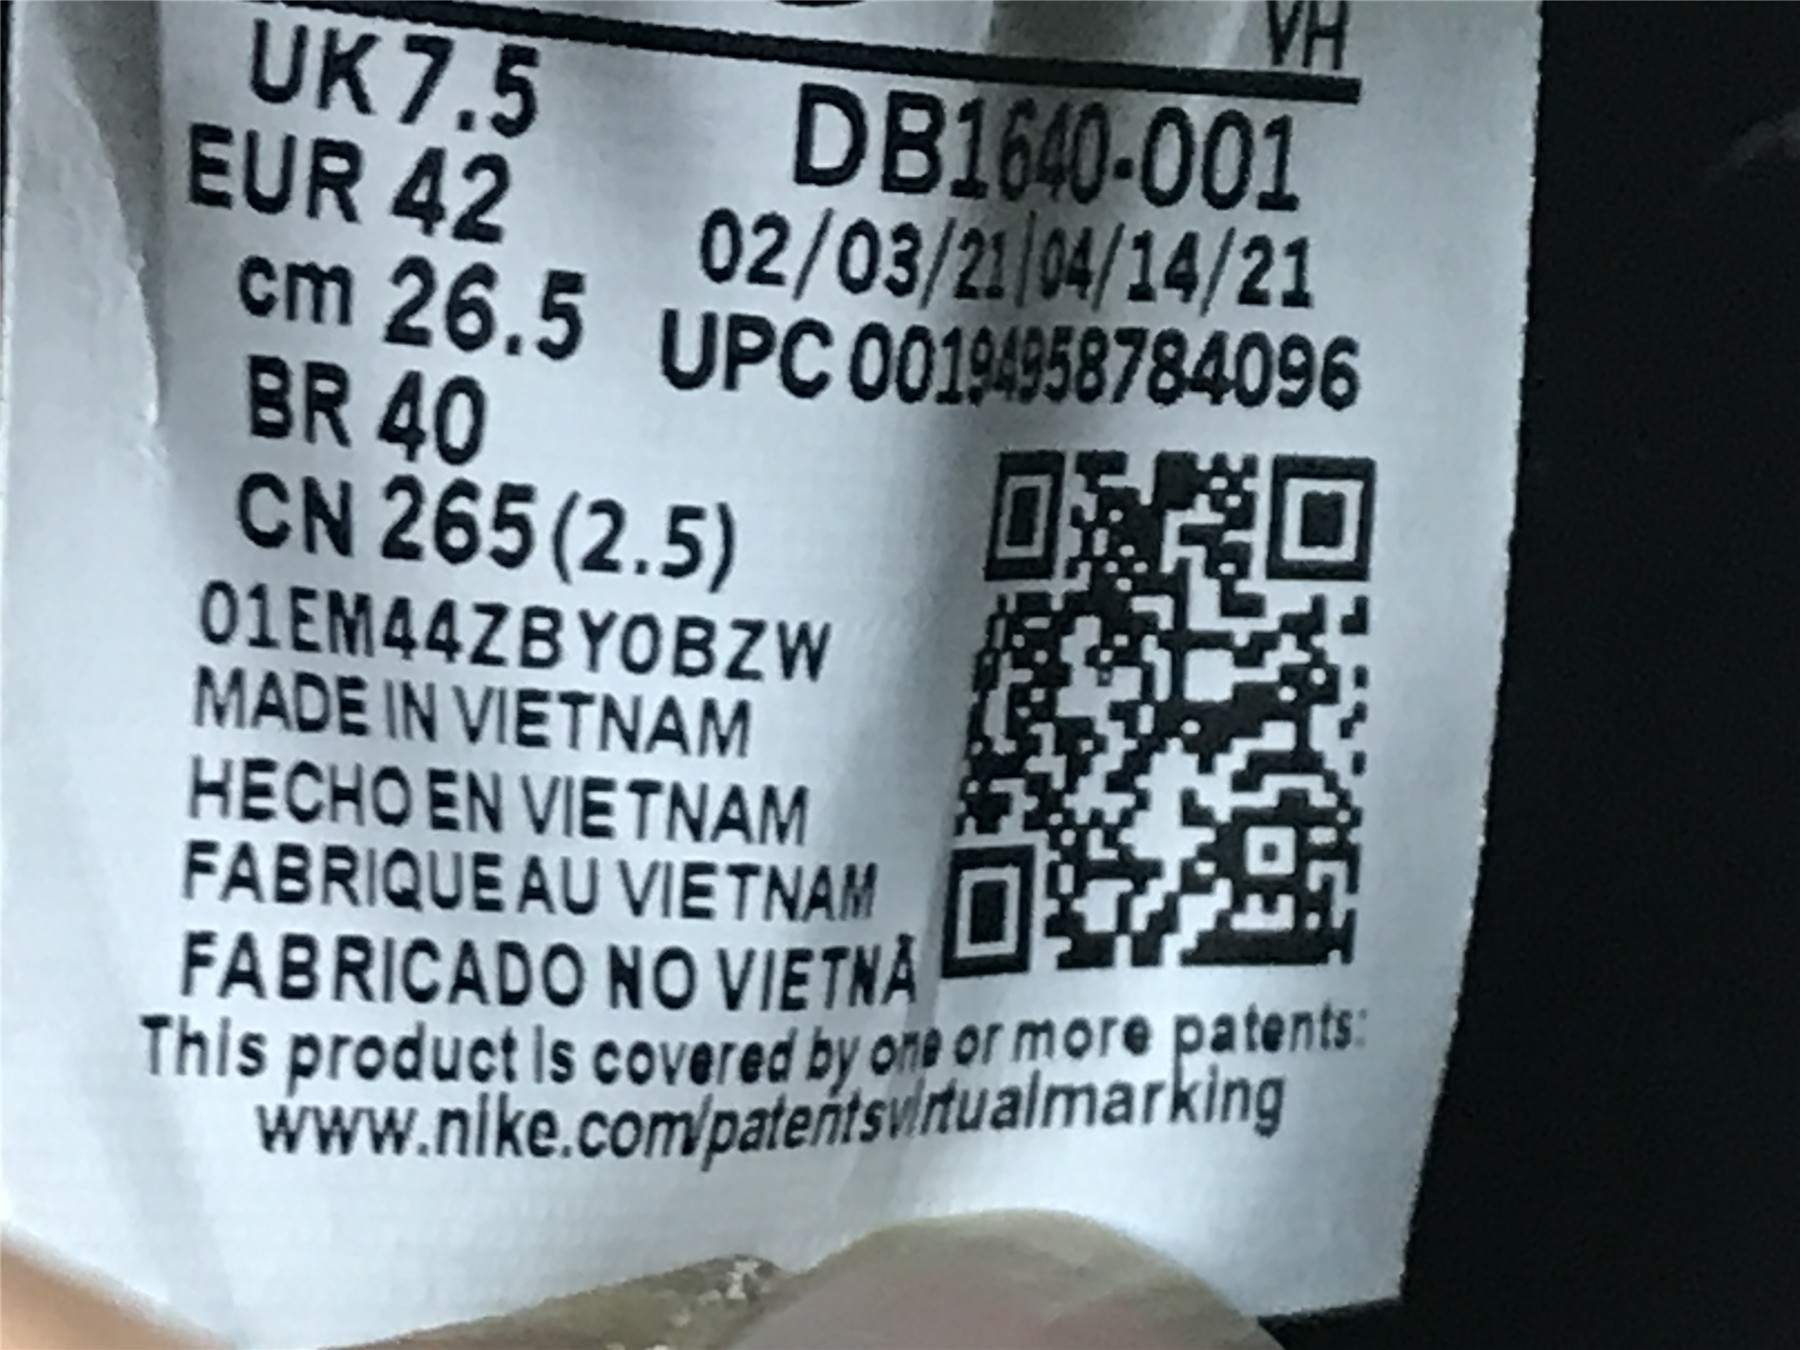 VH
UK 7.5
EUR 42
cm 26.5
BR 40
CN 265 (2.5)
DB1640-001
02/03/21|04/14/21
UPC 00194958784096
01EM44ZBY0BZW
MADE IN VIETNAM
HECHO EN VIETNAM
FABRIQUE AU VIETNAM
FABRICADO NO VIETNÃ
This product is covered by one or more patents:
www.nike.com/patentsvirtualmarking